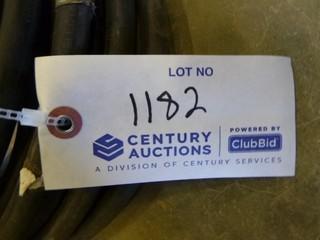 LOT NO
1182
CENTURY AUCTIONS
POWERED BY
ClubBid
A DIVISION OF CENTURY SERVICES